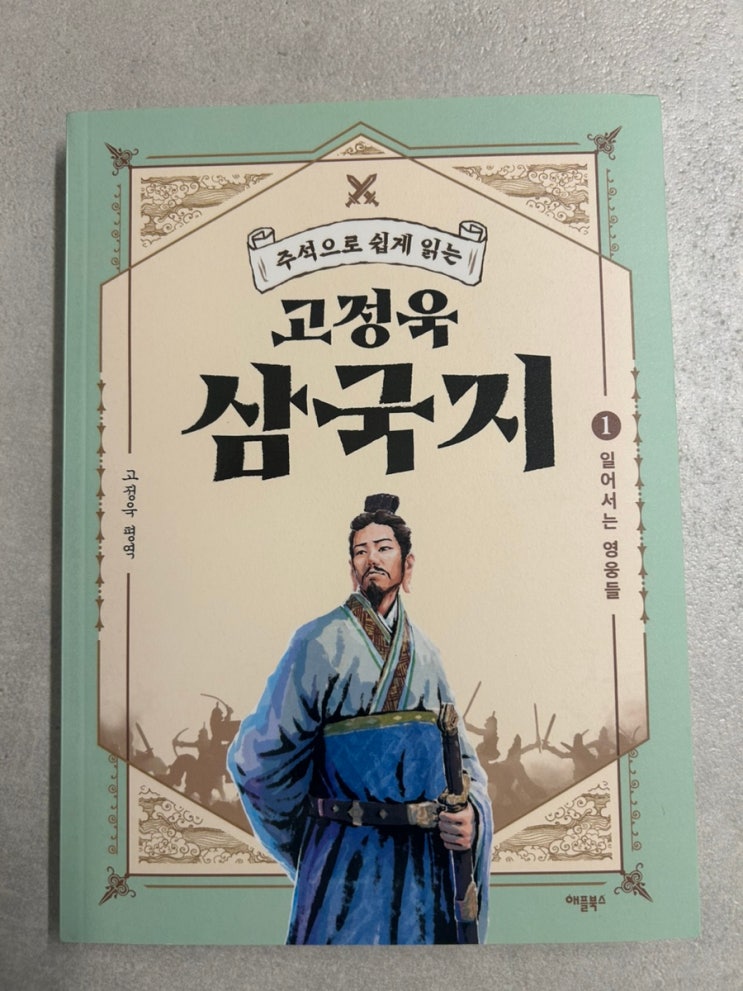 주석으로 쉽게 읽는
고정욱
삼국지
1 일어서는 영웅들
고정욱 평역
애플북스